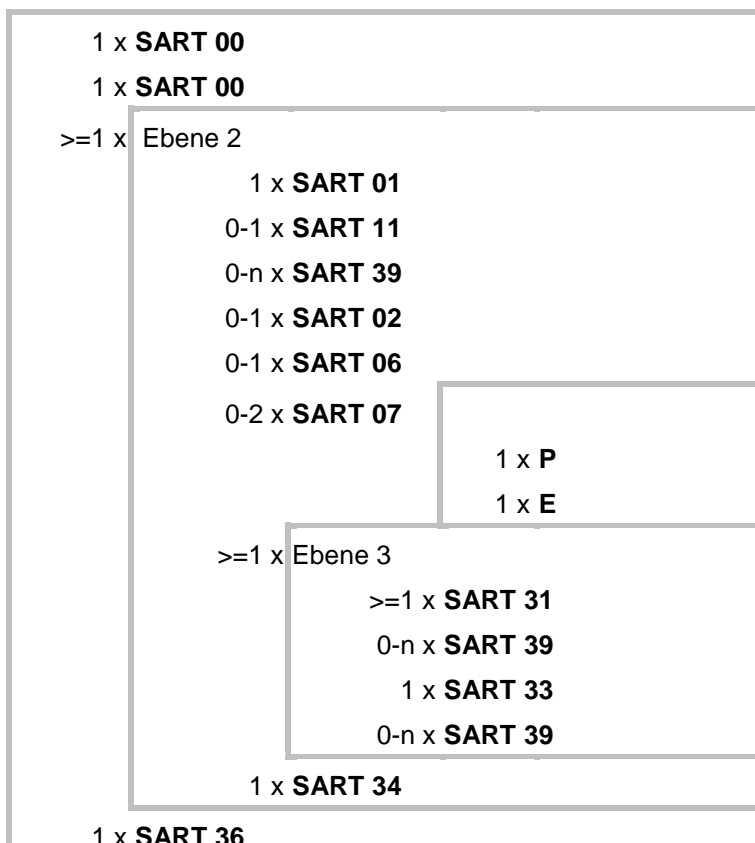 1 x SART 00
1 x SART 00
>=1 x Ebene 2
1 x SART 01
0-1 x SART 11
0-n x SART 39
0-1 x SART 02
0-1 x SART 06
0-2 x SART 07
1 x P
1 x E
>=1 x Ebene 3
>=1 x SART 31
0-n x SART 39
1 x SART 33
0-n x SART 39
1 x SART 34
1 x SART 36